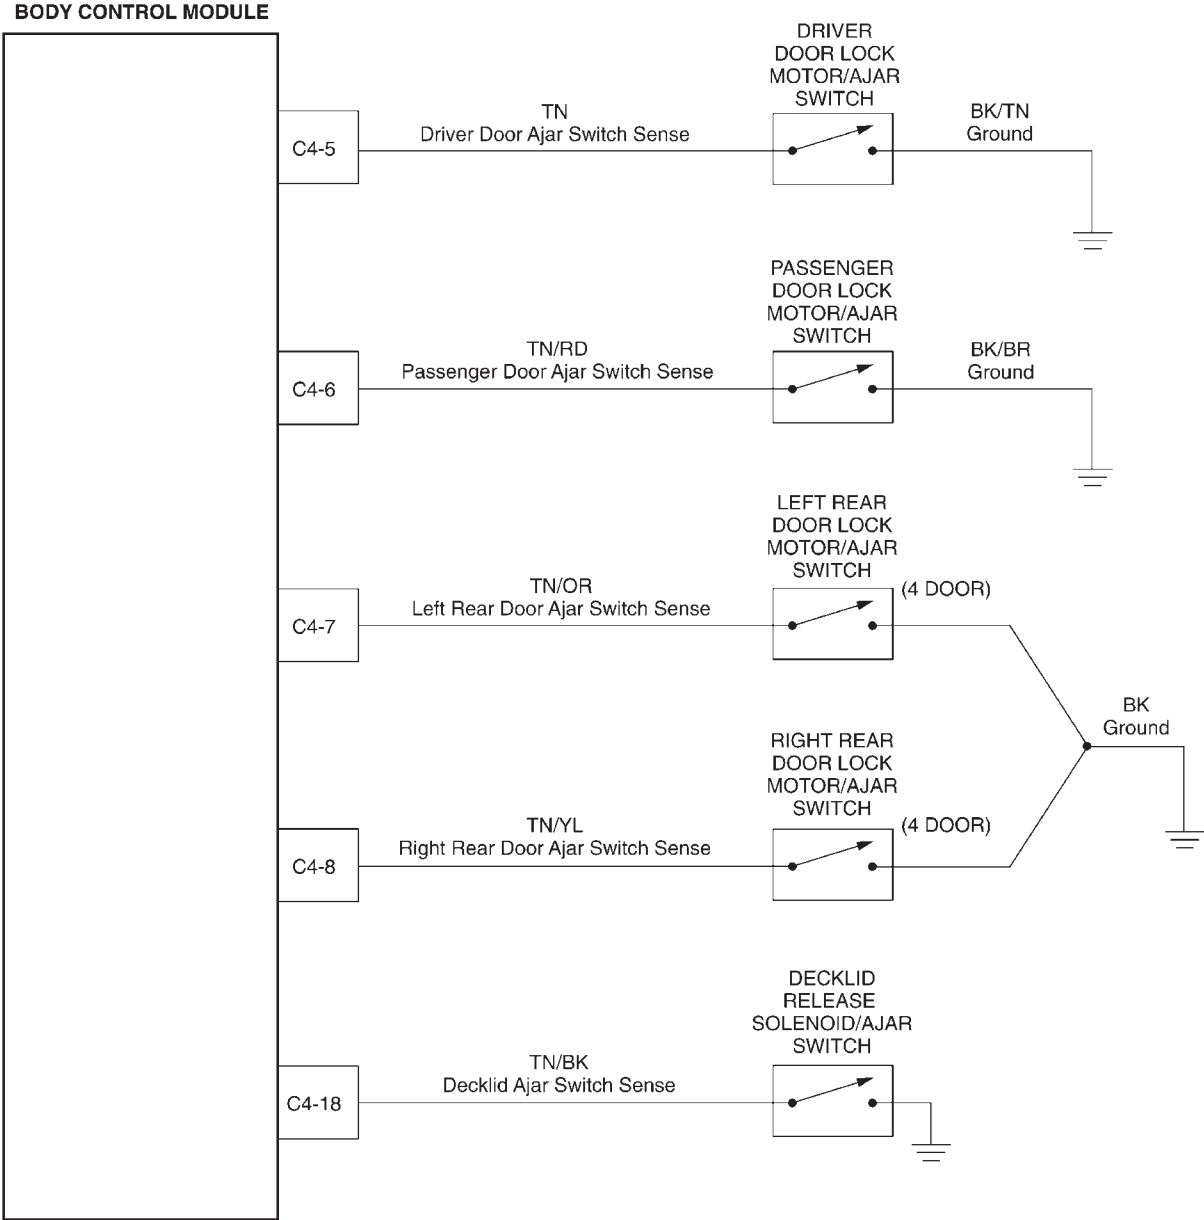 BODY CONTROL MODULE
DRIVER
DOOR LOCK
MOTOR/AJAR
SWITCH
TN
Driver Door Ajar Switch Sense
BK/TN
Ground
C4-5
PASSENGER
DOOR LOCK
MOTOR/AJAR
SWITCH
TN/RD
Passenger Door Ajar Switch Sense
BK/BR
Ground
C4-6
LEFT REAR
DOOR LOCK
MOTOR/AJAR
SWITCH
(4 DOOR)
TN/OR
Left Rear Door Ajar Switch Sense
C4-7
BK
Ground
RIGHT REAR
DOOR LOCK
MOTOR/AJAR
SWITCH
(4 DOOR)
TN/YL
Right Rear Door Ajar Switch Sense
C4-8
DECKLID
RELEASE
SOLENOID/AJAR
SWITCH
TN/BK
Decklid Ajar Switch Sense
C4-18